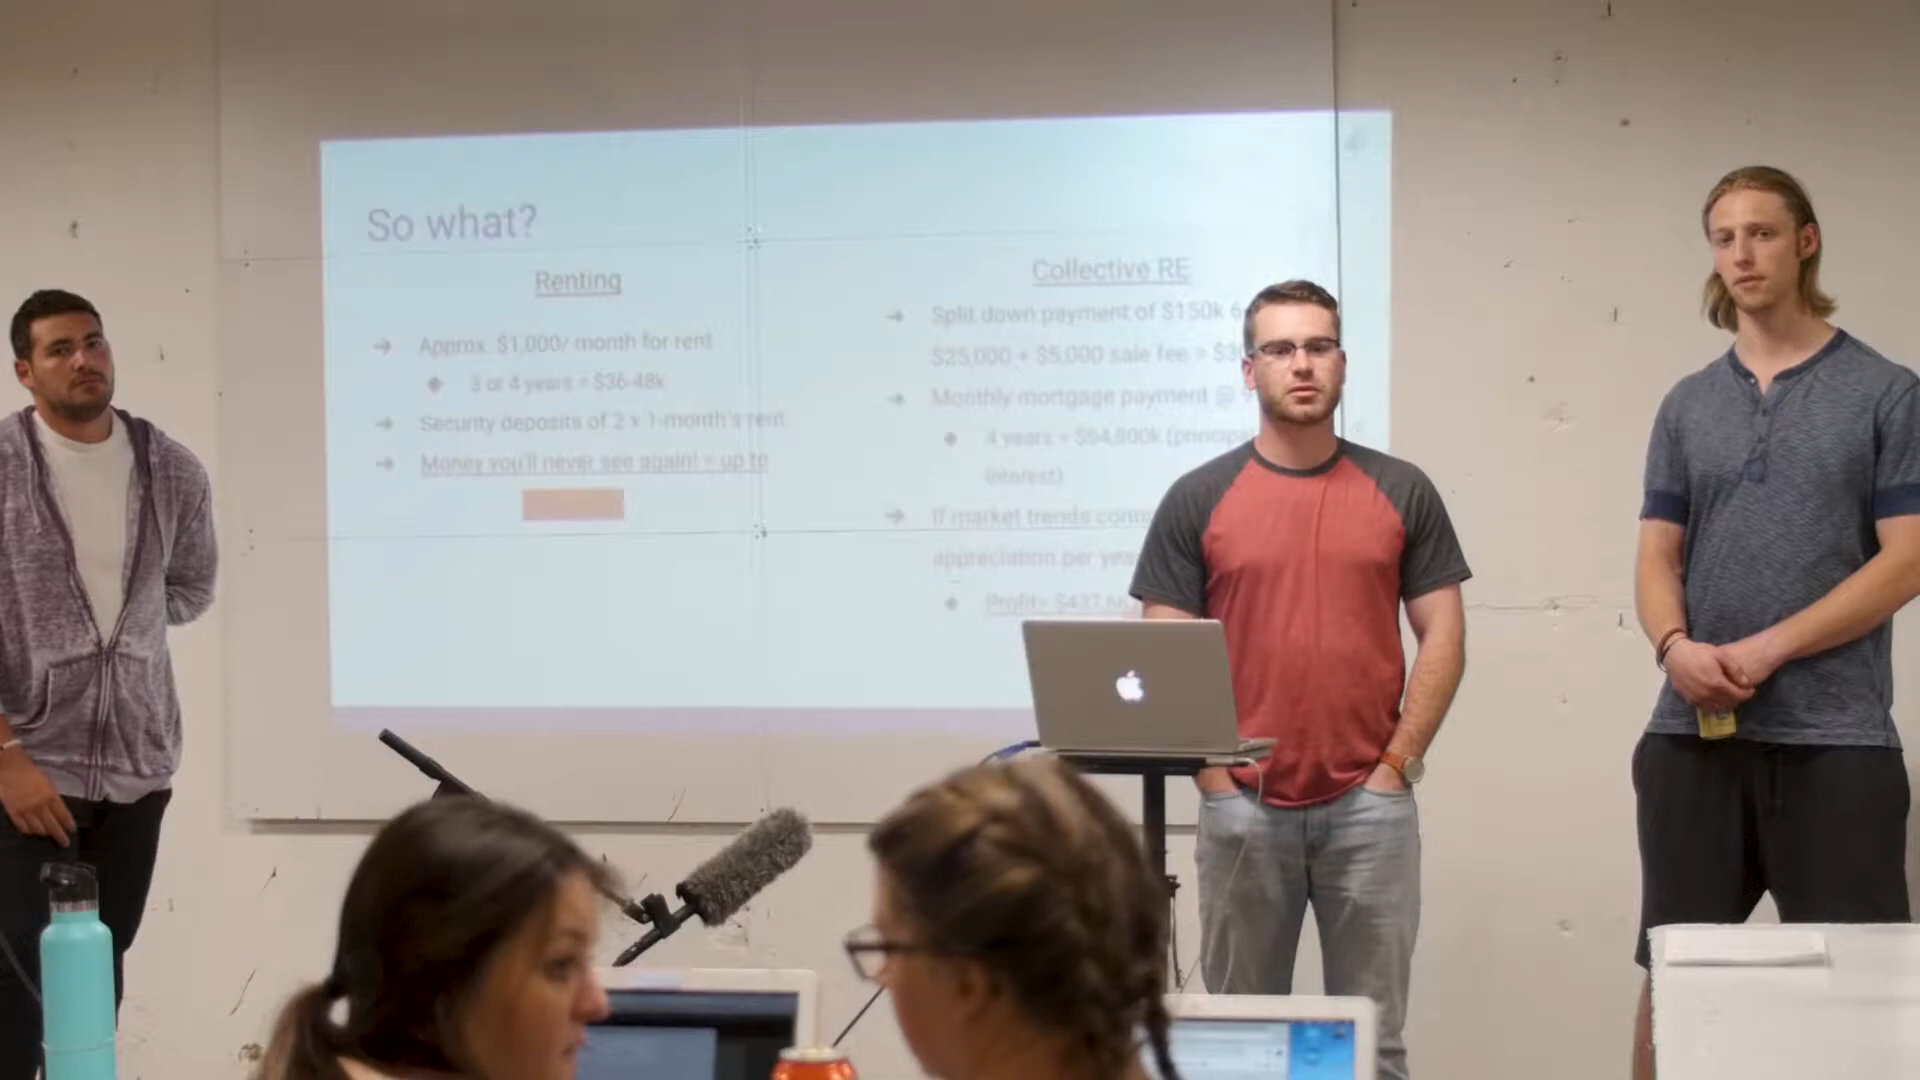 So what?
Renting
Approx. $1,000/ month for rent
3 or 4 years = $36-48k
Security deposits of 2 x 1-month's rent
Money you'll never see again! = up to
Collective RE
Split down payment of $150k
$25,000 + $5,000 sale fee =
Monthly mortgage payment @
4 years = $64,800k
interest)
If market trends
appreciation per year
Profit=